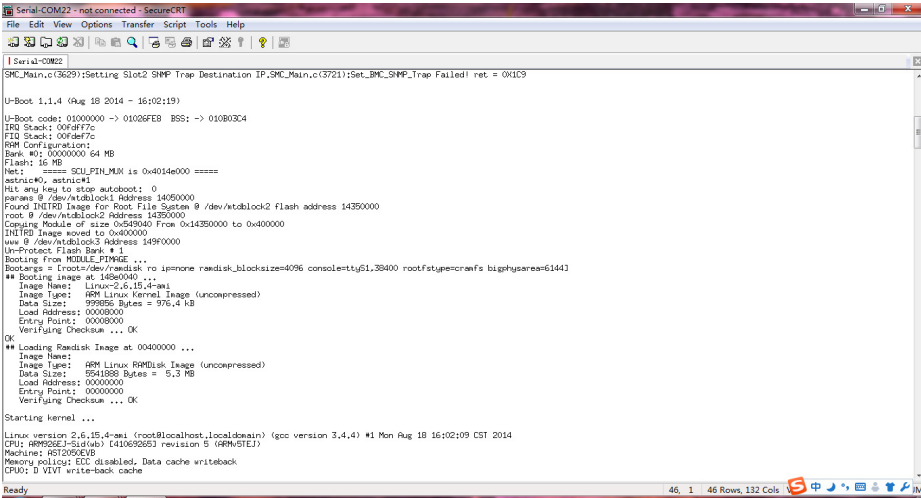 Serial-COM22 - not connected - SecureCRT
File Edit View Options Transfer Script Tools Help
Serial-COM22
SMC_Main.c(3629):Setting Slot2 SNMP Trap Destination IP.SMC_Main.c(3721):Set_BMC_SNMP_Trap Failed! ret = 0X1C9
U-Boot 1.1.4 (Aug 18 2014 - 16:02:19)
U-Boot code: 01000000 -> 01026FE8  BSS: -> 010B03C4
IRQ Stack: 00fdff7c
FIQ Stack: 00fdef7c
RAM Configuration:
Bank #0: 00000000 64 MB
Flash: 16 MB
Net:   ===== SCU_PIN_MUX is 0x4014e000 =====
astnic#0, astnic#1
Hit any key to stop autoboot:  0
params @ /dev/mtdblock1 Address 14050000
Found INITRD Image for Root File System @ /dev/mtdblock2 flash address 14350000
root @ /dev/mtdblock2 Address 14350000
Copying Module of size 0x549040 From 0x14350000 to 0x400000
INITRD Image moved to 0x400000
www @ /dev/mtdblock3 Address 149f0000
Un-Protect Flash Bank # 1
Booting from MODULE_PIMAGE ...
Bootargs = [root=/dev/ramdisk ro ip=none ramdisk_blocksize=4096 console=ttyS1,38400 rootfstype=cramfs bigphysarea=6144]
## Booting image at 148e0040 ...
Image Name:   Linux-2.6.15.4-ami
Image Type:   ARM Linux Kernel Image (uncompressed)
Data Size:    999856 Bytes = 976.4 kB
Load Address: 00008000
Entry Point:  00008000
Verifying Checksum ... OK
OK
## Loading Ramdisk Image at 00400000 ...
Image Name:
Image Type:   ARM Linux RAMDisk Image (uncompressed)
Data Size:    5541888 Bytes =  5.3 MB
Load Address: 00000000
Entry Point:  00000000
Verifying Checksum ... OK
Starting kernel ...
Linux version 2.6.15.4-ami (root@localhost.localdomain) (gcc version 3.4.4) #1 Mon Aug 18 16:02:09 CST 2014
CPU: ARM926EJ-Sid(wb) [41069265] revision 5 (ARMv5TEJ)
Machine: AST2050EVB
Memory policy: ECC disabled, Data cache writeback
CPU0: D VIVT write-back cache
Ready
46, 1 46 Rows, 132 Cols
中